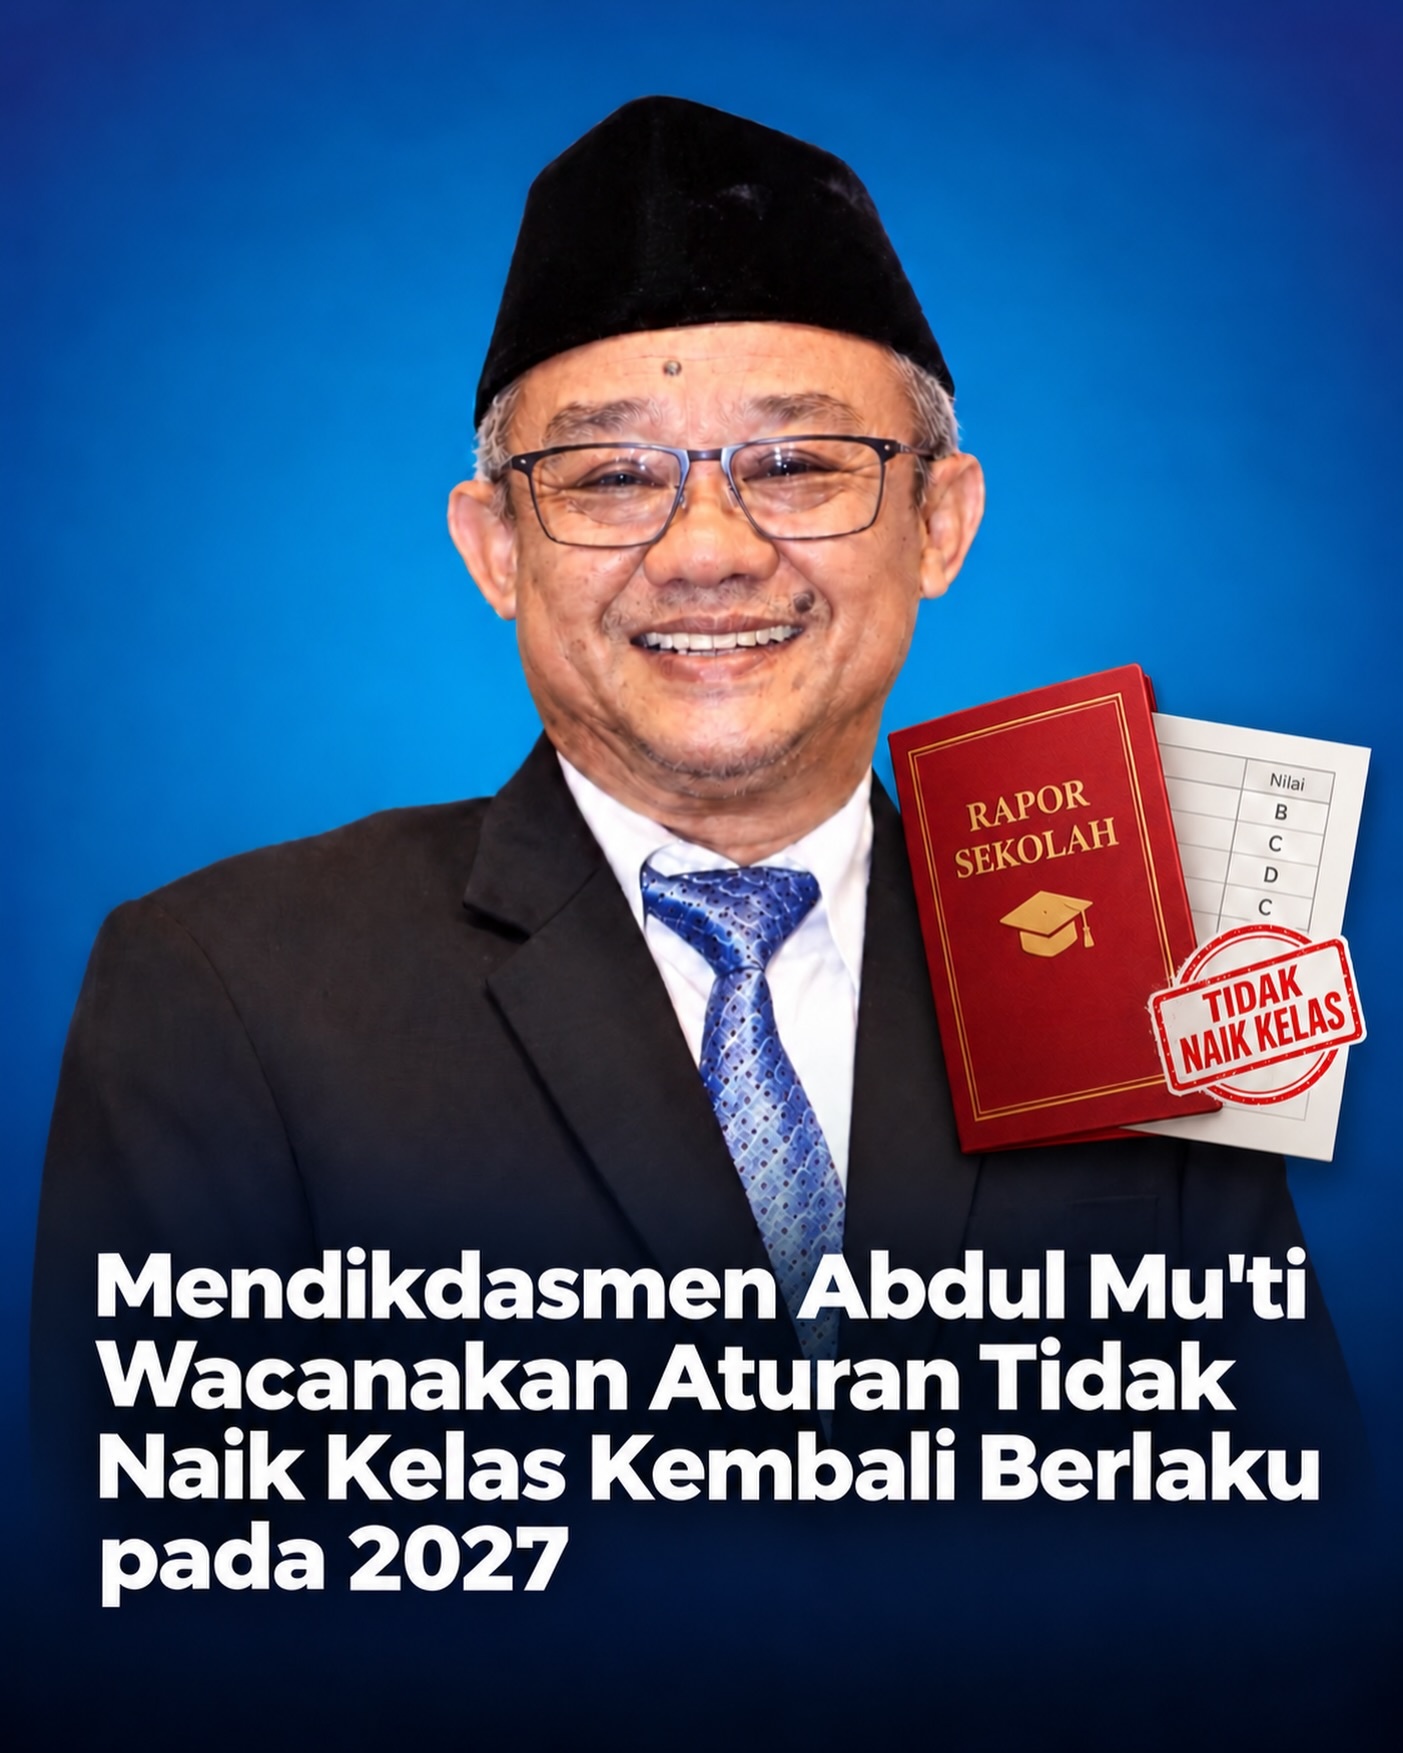 RAPOR
SEKOLAH
Nilai
B
C
D
C
TIDAK
NAIK KELAS
Mendikdasmen Abdul Mu'ti
Wacanakan Aturan Tidak
Naik Kelas Kembali Berlaku
pada 2027